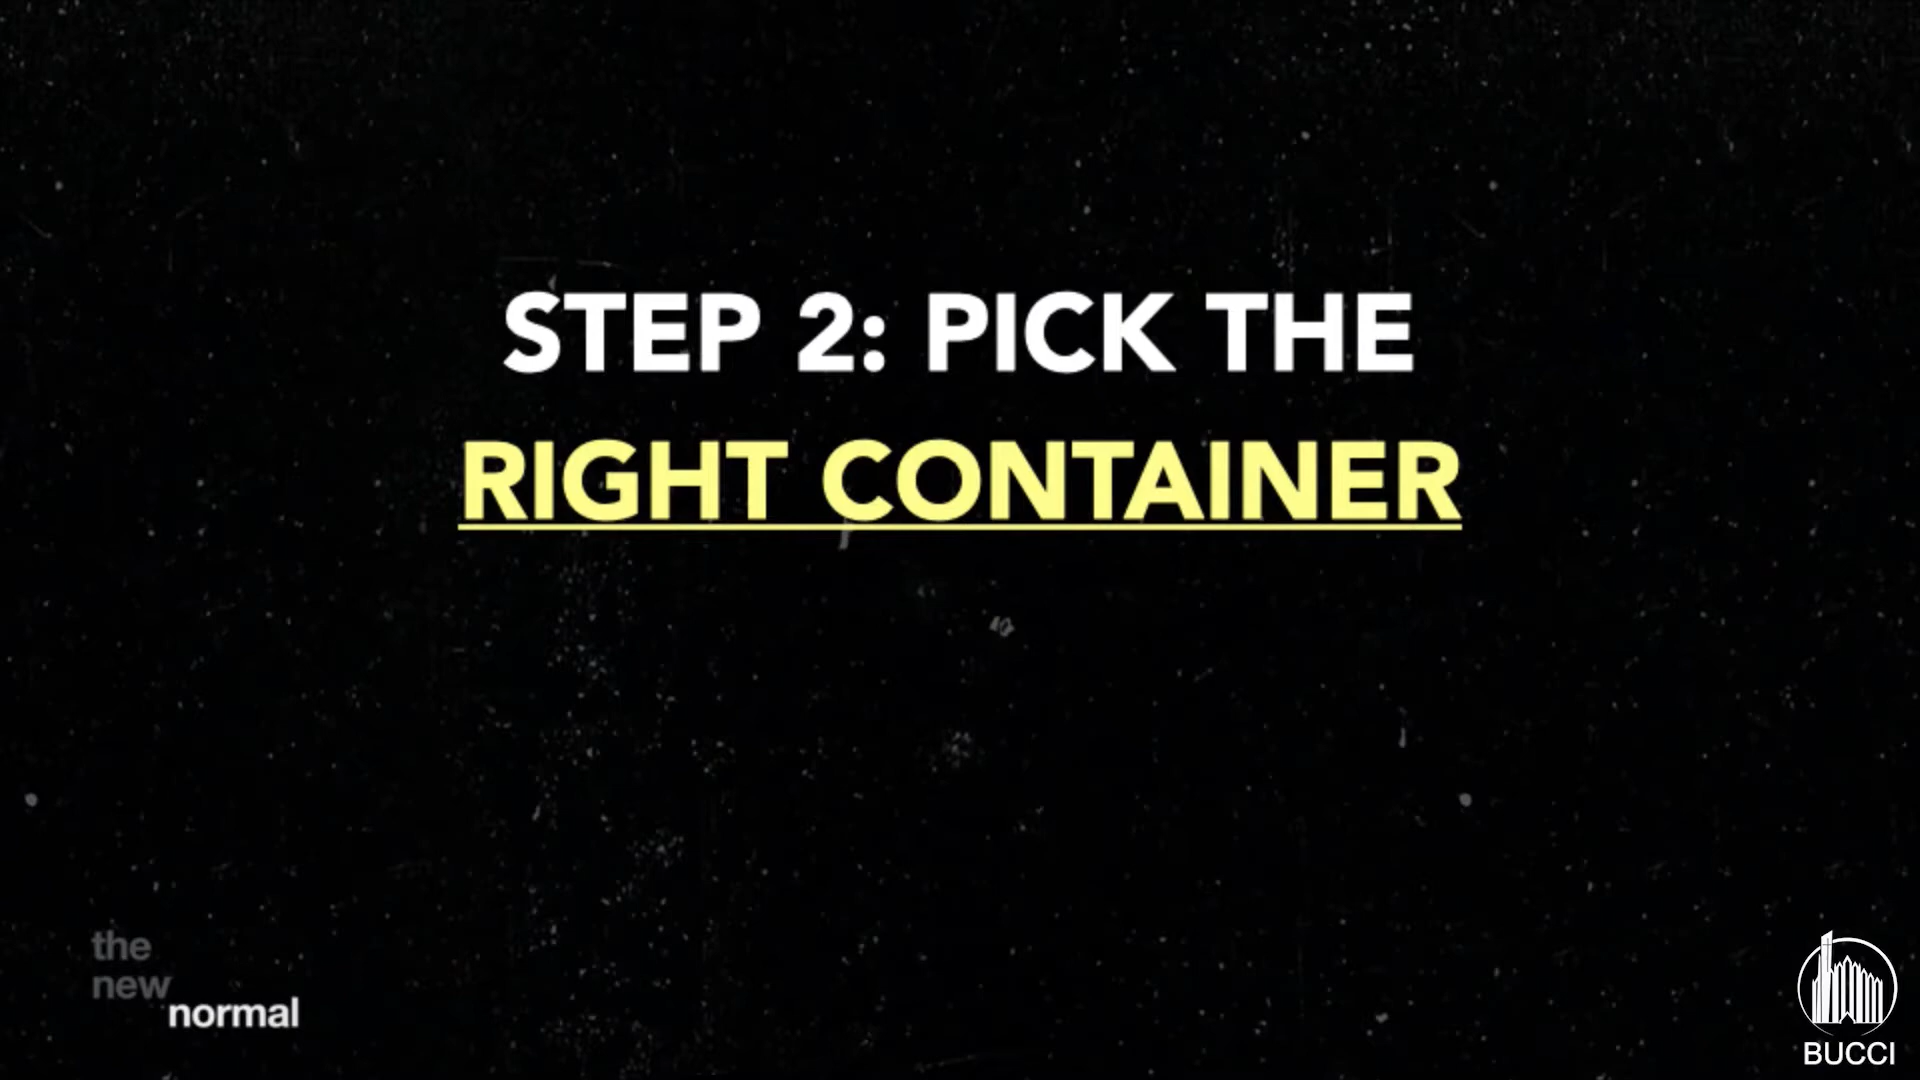 STEP 2: PICK THE
RIGHT CONTAINER
the
new
normal
BUCCI